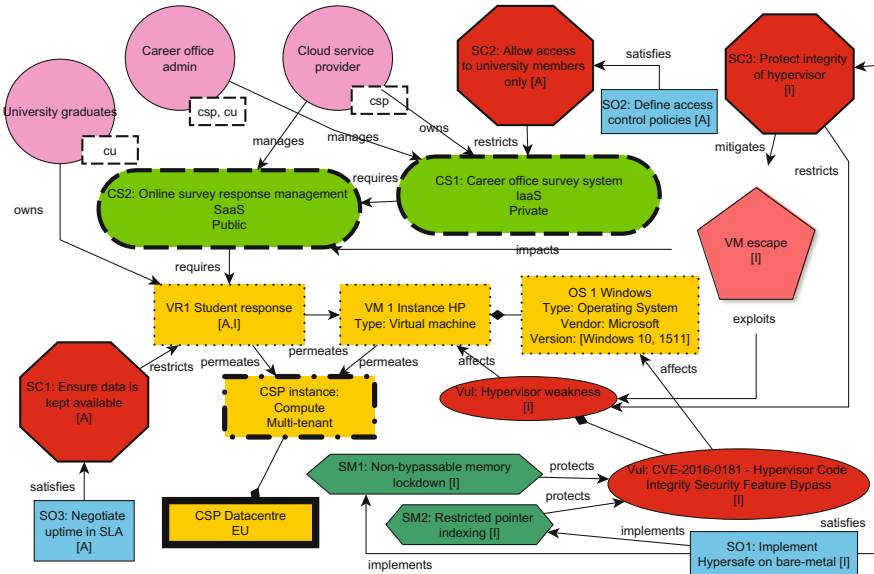 Career office
admin
csp, cu
Cloud service
provider
csp
University graduates
cu
SC2: Allow access
to university members
only [A]
satisfies
SO2: Define access
control policies [A]
SC3: Protect integrity
of hypervisor
[I]
manages
manages
owns
restricts
mitigates
restricts
owns
CS2: Online survey response management
SaaS
Public
requires
CS1: Career office survey system
IaaS
Private
VM escape
[I]
impacts
requires
exploits
VR1 Student response
[A,I]
VM 1 Instance HP
Type: Virtual machine
OS 1 Windows
Type: Operating System
Vendor: Microsoft
Version: [Windows 10, 1511]
restricts
permeates
permeates
permeates
affects
affects
SC1: Ensure data is
kept available
[A]
CSP instance:
Compute
Multi-tenant
Vul: Hypervisor weakness
[I]
satisfies
SO3: Negotiate
uptime in SLA
[A]
CSP Datacentre
EU
SM1: Non-bypassable memory
lockdown [I]
protects
Vul: CVE-2016-0181 - Hypervisor Code
Integrity Security Feature Bypass
[I]
SM2: Restricted pointer
indexing [I]
protects
implements
satisfies
SO1: Implement
Hypersafe on bare-metal [I]
implements